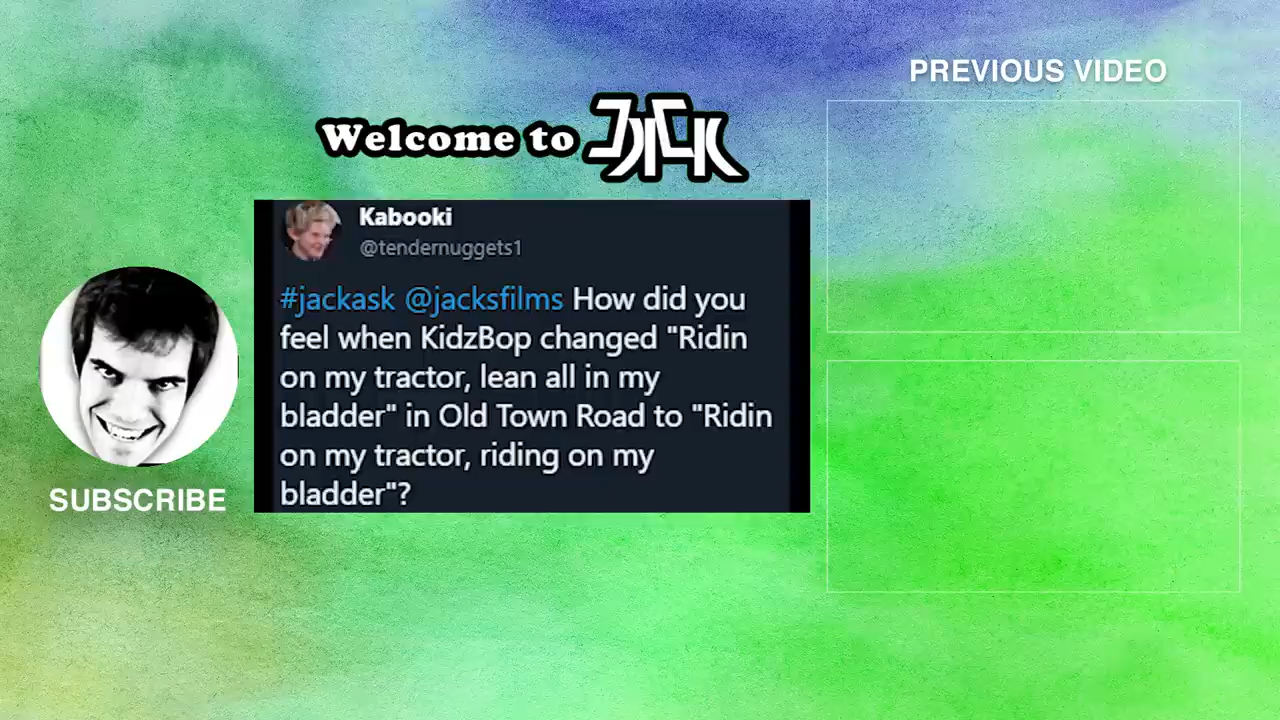 PREVIOUS VIDEO
Welcome to JACK
Kabooki
@tendernuggets1
#jackask @jacksfilms How did you
feel when KidzBop changed "Ridin
on my tractor, lean all in my
bladder" in Old Town Road to "Ridin
on my tractor, riding on my
bladder"?
SUBSCRIBE